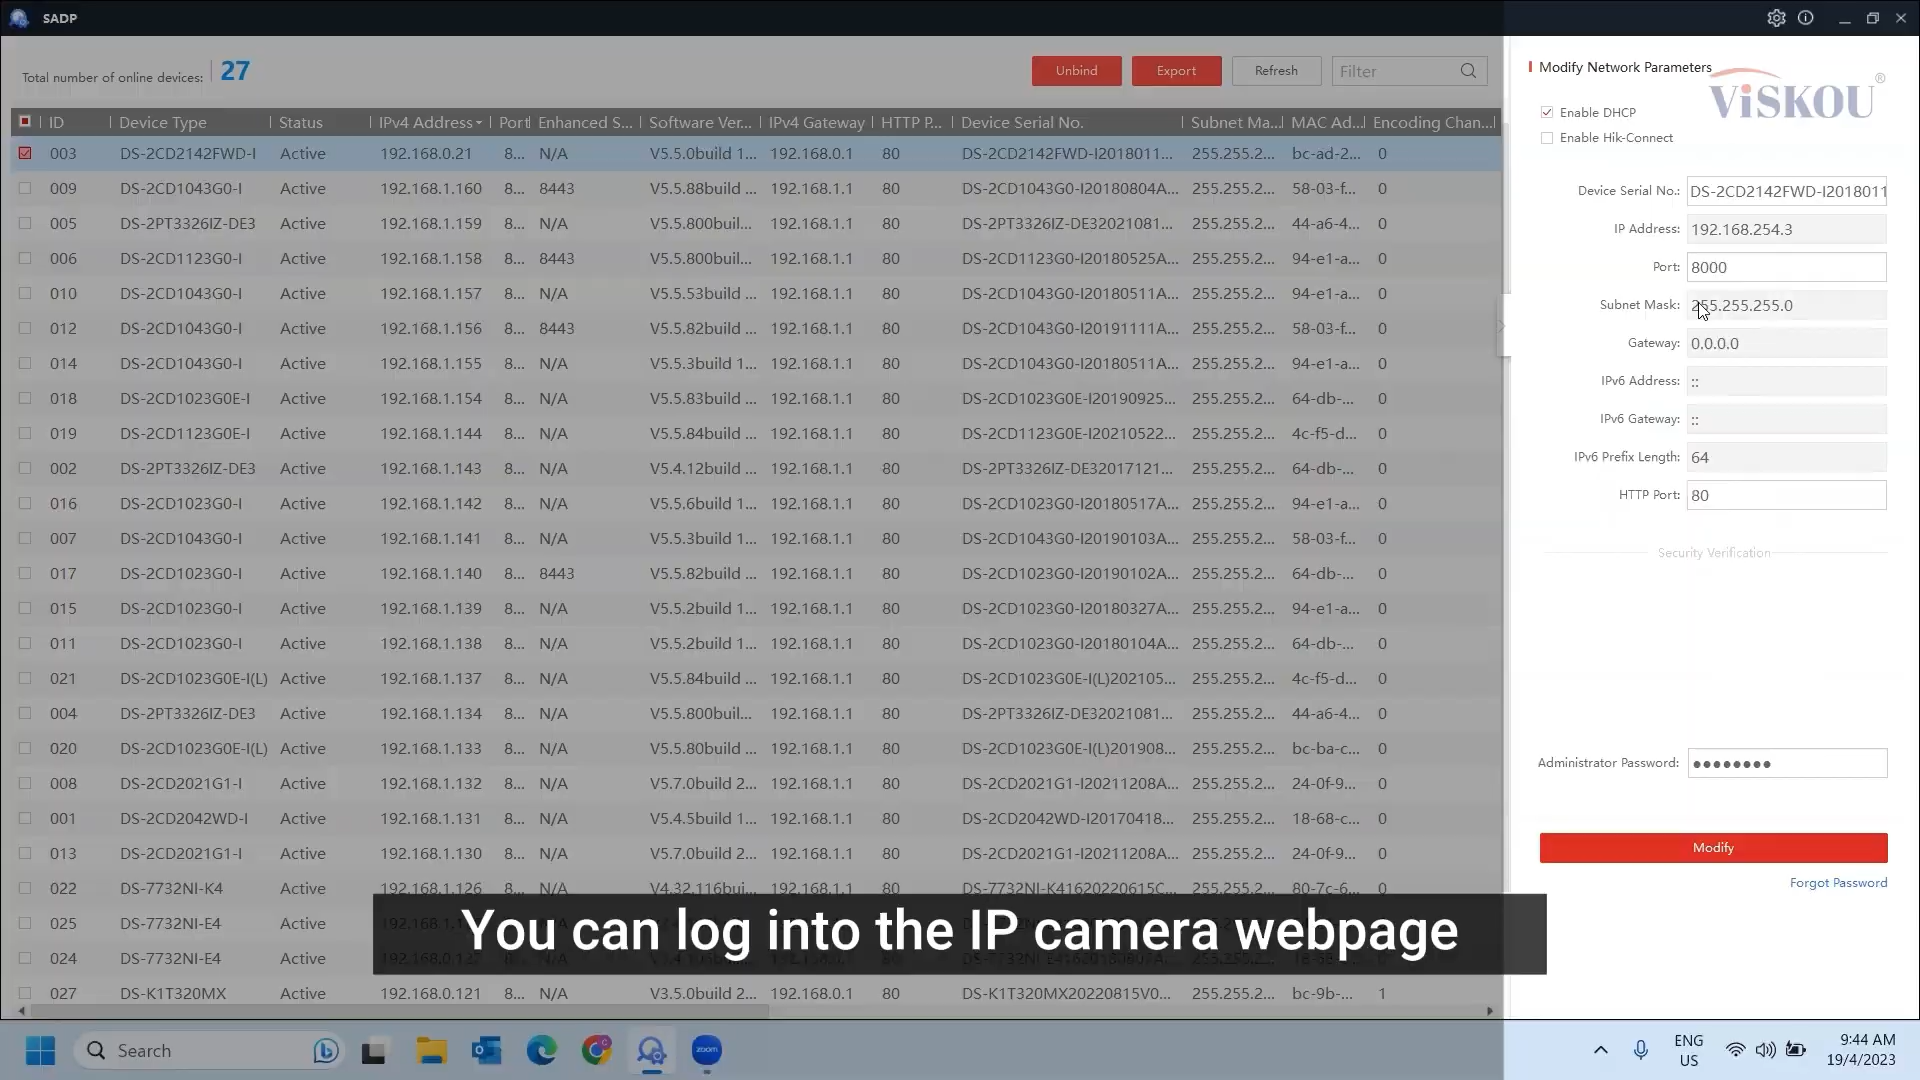 SADP
Total number of online devices: 27
Unbind Export Refresh Filter
ID Device Type Status IPv4 Address Port Enhanced S... Software Ver... IPv4 Gateway HTTP P... Device Serial No. Subnet Ma... MAC Ad... Encoding Chan...
003 DS-2CD2142FWD-I Active 192.168.0.21 8... N/A V5.5.0build 1... 192.168.0.1 80 DS-2CD2142FWD-I2018011... 255.255.2... bc-ad-2... 0
009 DS-2CD1043G0-I Active 192.168.1.160 8... 8443 V5.5.88build ... 192.168.1.1 80 DS-2CD1043G0-I20180804A... 255.255.2... 58-03-f... 0
005 DS-2PT3326IZ-DE3 Active 192.168.1.159 8... N/A V5.5.800buil... 192.168.1.1 80 DS-2PT3326IZ-DE32021081... 255.255.2... 44-a6-4... 0
006 DS-2CD1123G0-I Active 192.168.1.158 8... 8443 V5.5.800buil... 192.168.1.1 80 DS-2CD1123G0-I20180525A... 255.255.2... 94-e1-a... 0
010 DS-2CD1043G0-I Active 192.168.1.157 8... N/A V5.5.53build ... 192.168.1.1 80 DS-2CD1043G0-I20180511A... 255.255.2... 94-e1-a... 0
012 DS-2CD1043G0-I Active 192.168.1.156 8... 8443 V5.5.82build ... 192.168.1.1 80 DS-2CD1043G0-I20191111A... 255.255.2... 58-03-f... 0
014 DS-2CD1043G0-I Active 192.168.1.155 8... N/A V5.5.3build 1... 192.168.1.1 80 DS-2CD1043G0-I20180511A... 255.255.2... 94-e1-a... 0
018 DS-2CD1023G0E-I Active 192.168.1.154 8... N/A V5.5.83build ... 192.168.1.1 80 DS-2CD1023G0E-I20190925... 255.255.2... 64-db-... 0
019 DS-2CD1123G0E-I Active 192.168.1.144 8... N/A V5.5.84build ... 192.168.1.1 80 DS-2CD1123G0E-I20210522... 255.255.2... 4c-f5-d... 0
002 DS-2PT3326IZ-DE3 Active 192.168.1.143 8... N/A V5.4.12build ... 192.168.1.1 80 DS-2PT3326IZ-DE32017121... 255.255.2... 64-db-... 0
016 DS-2CD1023G0-I Active 192.168.1.142 8... N/A V5.5.6build 1... 192.168.1.1 80 DS-2CD1023G0-I20180517A... 255.255.2... 94-e1-a... 0
007 DS-2CD1043G0-I Active 192.168.1.141 8... N/A V5.5.3build 1... 192.168.1.1 80 DS-2CD1043G0-I20190103A... 255.255.2... 58-03-f... 0
017 DS-2CD1023G0-I Active 192.168.1.140 8... 8443 V5.5.82build ... 192.168.1.1 80 DS-2CD1023G0-I20190102A... 255.255.2... 64-db-... 0
015 DS-2CD1023G0-I Active 192.168.1.139 8... N/A V5.5.2build 1... 192.168.1.1 80 DS-2CD1023G0-I20180327A... 255.255.2... 94-e1-a... 0
011 DS-2CD1023G0-I Active 192.168.1.138 8... N/A V5.5.2build 1... 192.168.1.1 80 DS-2CD1023G0-I20180104A... 255.255.2... 64-db-... 0
021 DS-2CD1023G0E-I(L) Active 192.168.1.137 8... N/A V5.5.84build ... 192.168.1.1 80 DS-2CD1023G0E-I(L)202105... 255.255.2... 4c-f5-d... 0
004 DS-2PT3326IZ-DE3 Active 192.168.1.134 8... N/A V5.5.800buil... 192.168.1.1 80 DS-2PT3326IZ-DE32021081... 255.255.2... 44-a6-4... 0
020 DS-2CD1023G0E-I(L) Active 192.168.1.133 8... N/A V5.5.80build ... 192.168.1.1 80 DS-2CD1023G0E-I(L)201908... 255.255.2... bc-ba-c... 0
008 DS-2CD2021G1-I Active 192.168.1.132 8... N/A V5.7.0build 2... 192.168.1.1 80 DS-2CD2021G1-I20211208A... 255.255.2... 24-0f-9... 0
001 DS-2CD2042WD-I Active 192.168.1.131 8... N/A V5.4.5build 1... 192.168.1.1 80 DS-2CD2042WD-I20170418... 255.255.2... 18-68-c... 0
013 DS-2CD2021G1-I Active 192.168.1.130 8... N/A V5.7.0build 2... 192.168.1.1 80 DS-2CD2021G1-I20211208A... 255.255.2... 24-0f-9... 0
022 DS-7732NI-K4 Active 192.168.1.126 8... N/A V4.32.116bui... 192.168.1.1 80 DS-7732NI-K41620220615C... 255.255.2... 80-7c-6... 0
025 DS-7732NI-E4 Active
024 DS-7732NI-E4 Active
027 DS-K1T320MX Active 192.168.0.121 8... N/A V3.5.0build 2... 192.168.0.1 80 DS-K1T320MX20220815V0... 255.255.2... bc-9b-... 1
Modify Network Parameters
ViSKOU®
Enable DHCP
Enable Hik-Connect
Device Serial No.: DS-2CD2142FWD-I2018011
IP Address: 192.168.254.3
Port: 8000
Subnet Mask: 255.255.255.0
Gateway: 0.0.0.0
IPv6 Address: ::
IPv6 Gateway: ::
IPv6 Prefix Length: 64
HTTP Port: 80
Security Verification
Administrator Password: ●●●●●●●●
Modify
Forgot Password
You can log into the IP camera webpage
Search
zoom
ENG
US
9:44 AM
19/4/2023